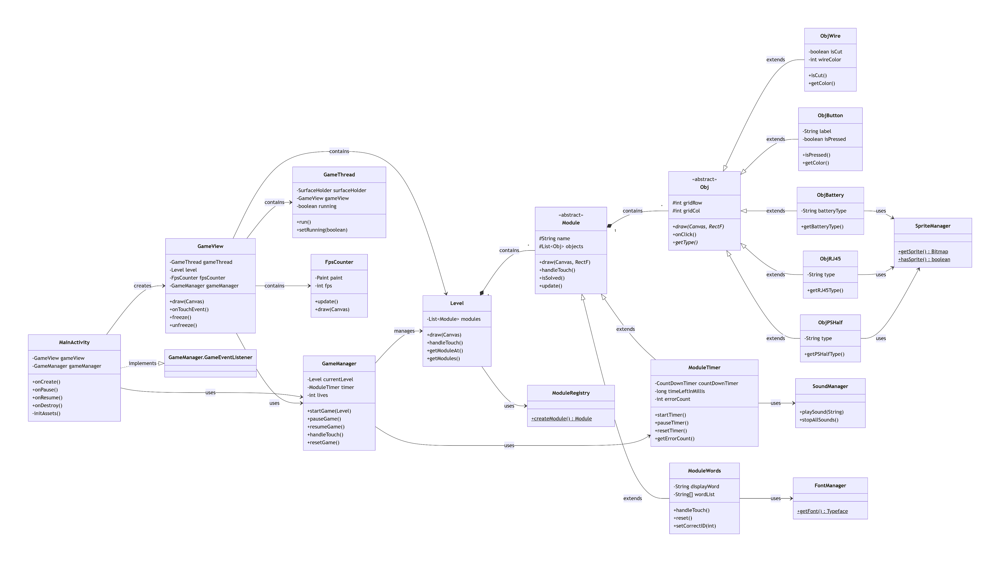 ObjWire
-boolean isCut
-int wireColor
+isCut()
+getColor()
extends
ObjButton
-String label
-boolean isPressed
+isPressed()
+getColor()
extends
«abstract»
Obj
#int gridRow
#int gridCol
+draw(Canvas, RectF)
+onClick()
+getType()
ObjBattery
-String batteryType
+getBatteryType()
extends
uses
SpriteManager
+getSprite() : Bitmap
+hasSprite() : boolean
ObjRJ45
-String type
+getRJ45Type()
extends
uses
ObjPSHalf
-String type
+getPSHalfType()
extends
uses
contains
GameThread
-SurfaceHolder surfaceHolder
-GameView gameView
-boolean running
+run()
+setRunning(boolean)
contains
GameView
-GameThread gameThread
-Level level
-FpsCounter fpsCounter
-GameManager gameManager
+draw(Canvas)
+onTouchEvent()
+freeze()
+unfreeze()
contains
FpsCounter
-Paint paint
-int fps
+update()
+draw(Canvas)
creates
«abstract»
Module
#String name
#List<Obj> objects
+draw(Canvas, RectF)
+handleTouch()
+isSolved()
+update()
contains
*
1
contains
*
1
Level
-List<Module> modules
+draw(Canvas)
+handleTouch()
+getModuleAt()
+getModules()
manages
extends
MainActivity
-GameView gameView
-GameManager gameManager
+onCreate()
+onPause()
+onResume()
+onDestroy()
-initAssets()
implements
GameManager.GameEventListener
uses
uses
GameManager
-Level currentLevel
-ModuleTimer timer
-int lives
+startGame(Level)
+pauseGame()
+resumeGame()
+handleTouch()
+resetGame()
uses
ModuleRegistry
+createModule() : Module
uses
ModuleTimer
-CountDownTimer countDownTimer
-long timeLeftInMillis
-int errorCount
+startTimer()
+pauseTimer()
+resetTimer()
+getErrorCount()
uses
SoundManager
+playSound(String)
+stopAllSounds()
extends
ModuleWords
-String displayWord
-String[] wordList
+handleTouch()
+reset()
+setCorrectID(int)
uses
FontManager
+getFont() : Typeface